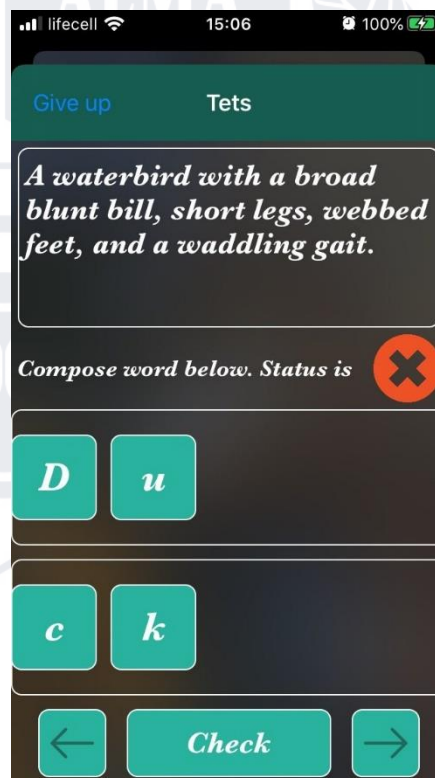 lifecell 15:06 100%
Give up Tets
A waterbird with a broad
blunt bill, short legs, webbed
feet, and a waddling gait.
Compose word below. Status is
D u
c k
Check